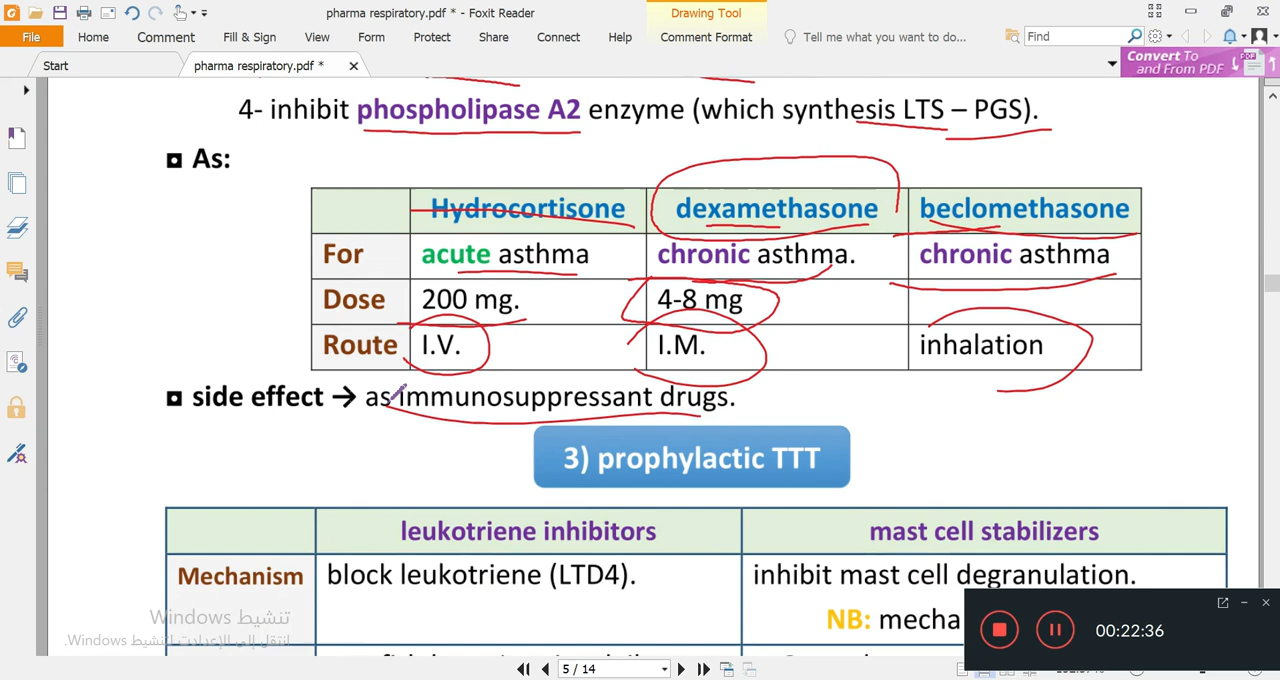 pharma respiratory.pdf * - Foxit Reader
Drawing Tool
File Home Comment Fill & Sign View Form Protect Share Connect Help Comment Format Tell me what you want to do... Find
Start pharma respiratory.pdf * Convert To
and From PDF
4- inhibit phospholipase A2 enzyme (which synthesis LTS – PGS).
As:
Hydrocortisone dexamethasone beclomethasone
For acute asthma chronic asthma. chronic asthma
Dose 200 mg. 4-8 mg
Route I.V. I.M. inhalation
side effect → as immunosuppressant drugs.
3) prophylactic TTT
leukotriene inhibitors mast cell stabilizers
Mechanism block leukotriene (LTD4). inhibit mast cell degranulation.
NB: mecha
تنشيط Windows
انتقل إلى الإعدادات لتنشيط Windows.
00:22:36
5 / 14